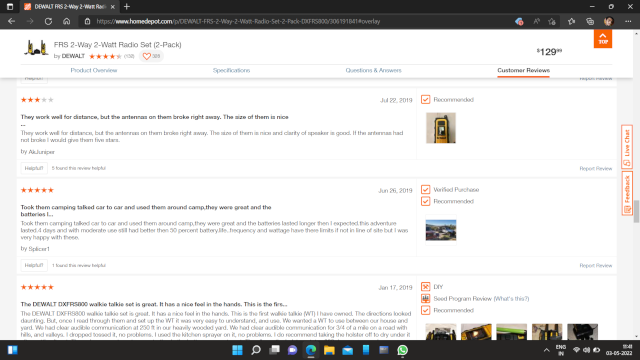 DEWALT FRS 2-Way 2-Watt Radio
https://www.homedepot.com/p/DEWALT-FRS-2-Way-2-Watt-Radio-Set-2-Pack-DXFRS800/306191841#overlay
FRS 2-Way 2-Watt Radio Set (2-Pack)
by DEWALT
$129
TOP
Product Overview
Specifications
Questions & Answers
Customer Reviews
Helpful?
Report Review
Jul 22, 2019
Recommended
They work well for distance, but the antennas on them broke right away. The size of them is nice
...
They work well for distance, but the antennas on them broke right away. The size of them is nice and clarity of speaker is good. If the antennas had
not broke I would give them five stars.
by AkJuniper
Helpful? 5 found this review helpful
Report Review
Jun 26, 2019
Verified Purchase
Recommended
Took them camping talked car to car and used them around camp,they were great and the
batteries l...
Took them camping talked car to car and used them around camp,they were great and the batteries lasted longer then I expected.this adventure
lasted 4 days and with moderate use still had better then 50 percent battery.life. frequency and wattage have there limits if not in line of site but I was
very happy with these.
by Splicer1
Helpful? 1 found this review helpful
Report Review
Jan 17, 2019
DIY
Seed Program Review (What's this?)
Recommended
The DEWALT DXFRS800 walkie talkie set is great. It has a nice feel in the hands. This is the firs...
The DEWALT DXFRS800 walkie talkie set is great. It has a nice feel in the hands. This is the first walkie talkie (WT) I have owned. The directions looked
daunting. But, once I read through them and set up the WT it was very easy to understand, and use. We wanted a WT to use between our house and
yard. We had clear audible communication at 250 ft in our heavily wooded yard. We had clear audible communication for 3/4 of a mile on a road with
hills, and valleys. I dropped teased it, no problems. I used the kitchen sprayer on it, no problems. I do recommend taking the holster off to dry under it
Live Chat
Feedback
ENG
IN
11:41
03-05-2022